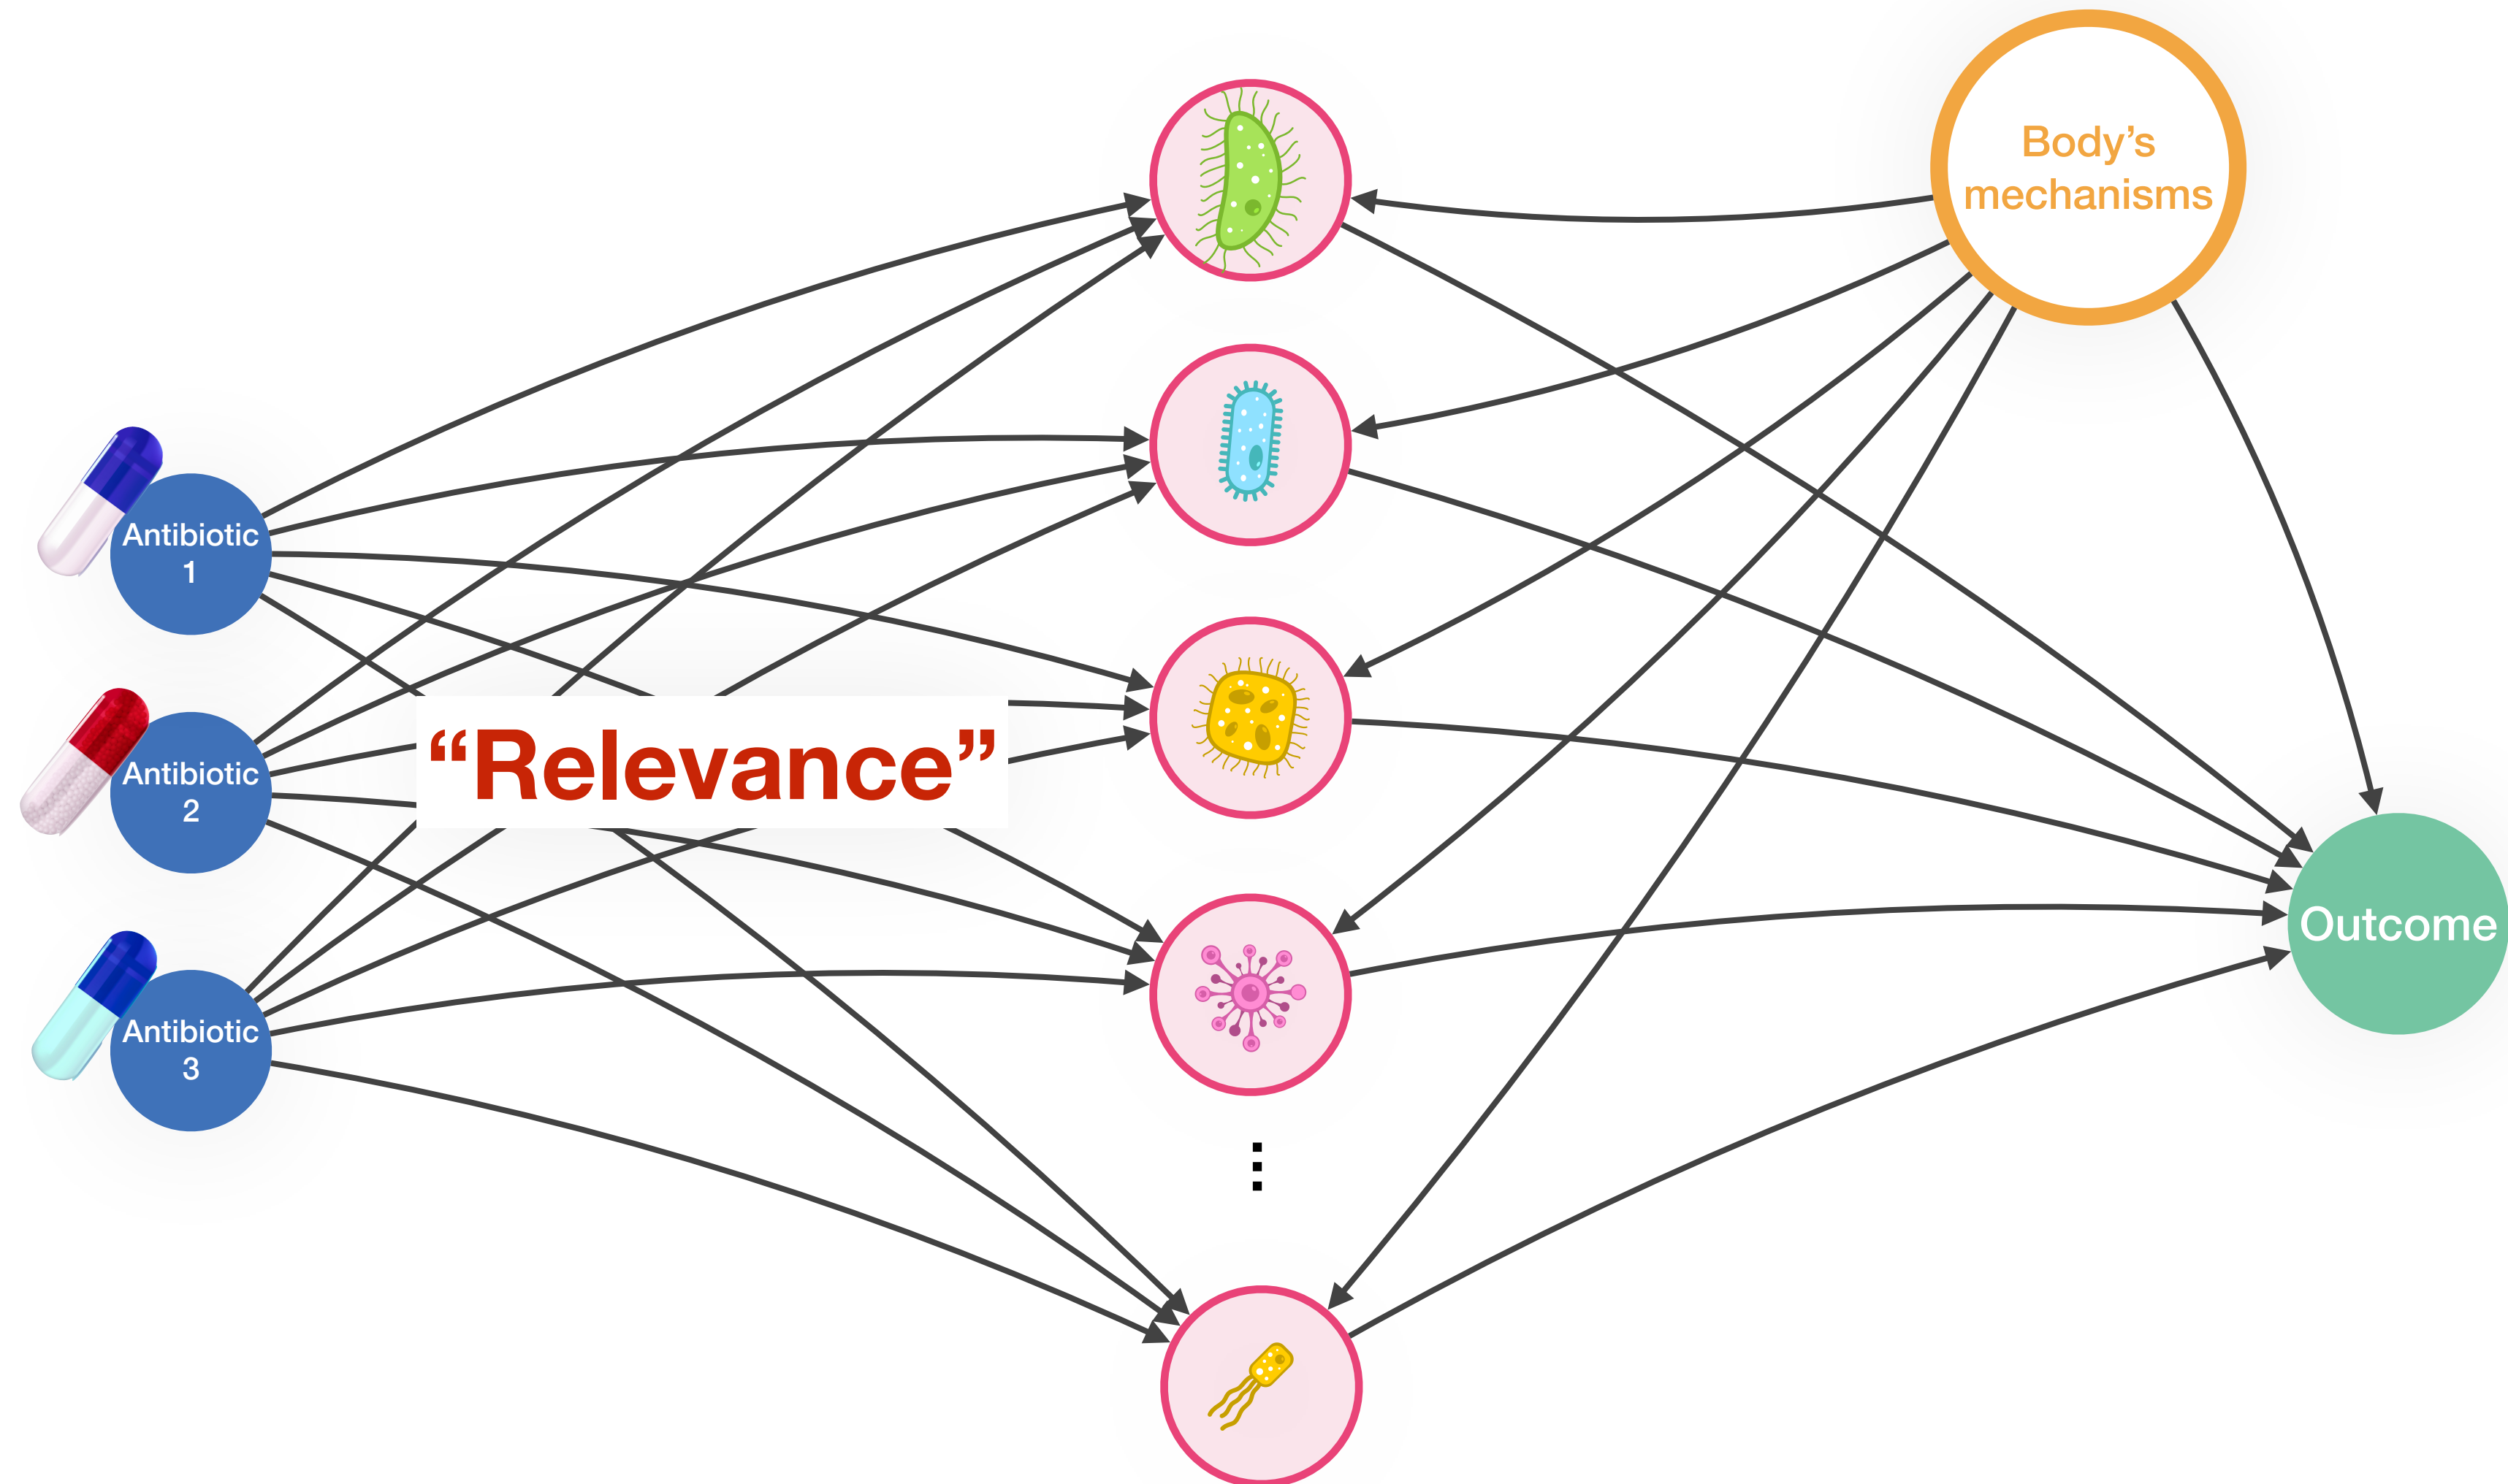 Body’s
mechanisms
Antibiotic
1
Antibiotic
2
“Relevance”
Antibiotic
3
Outcome